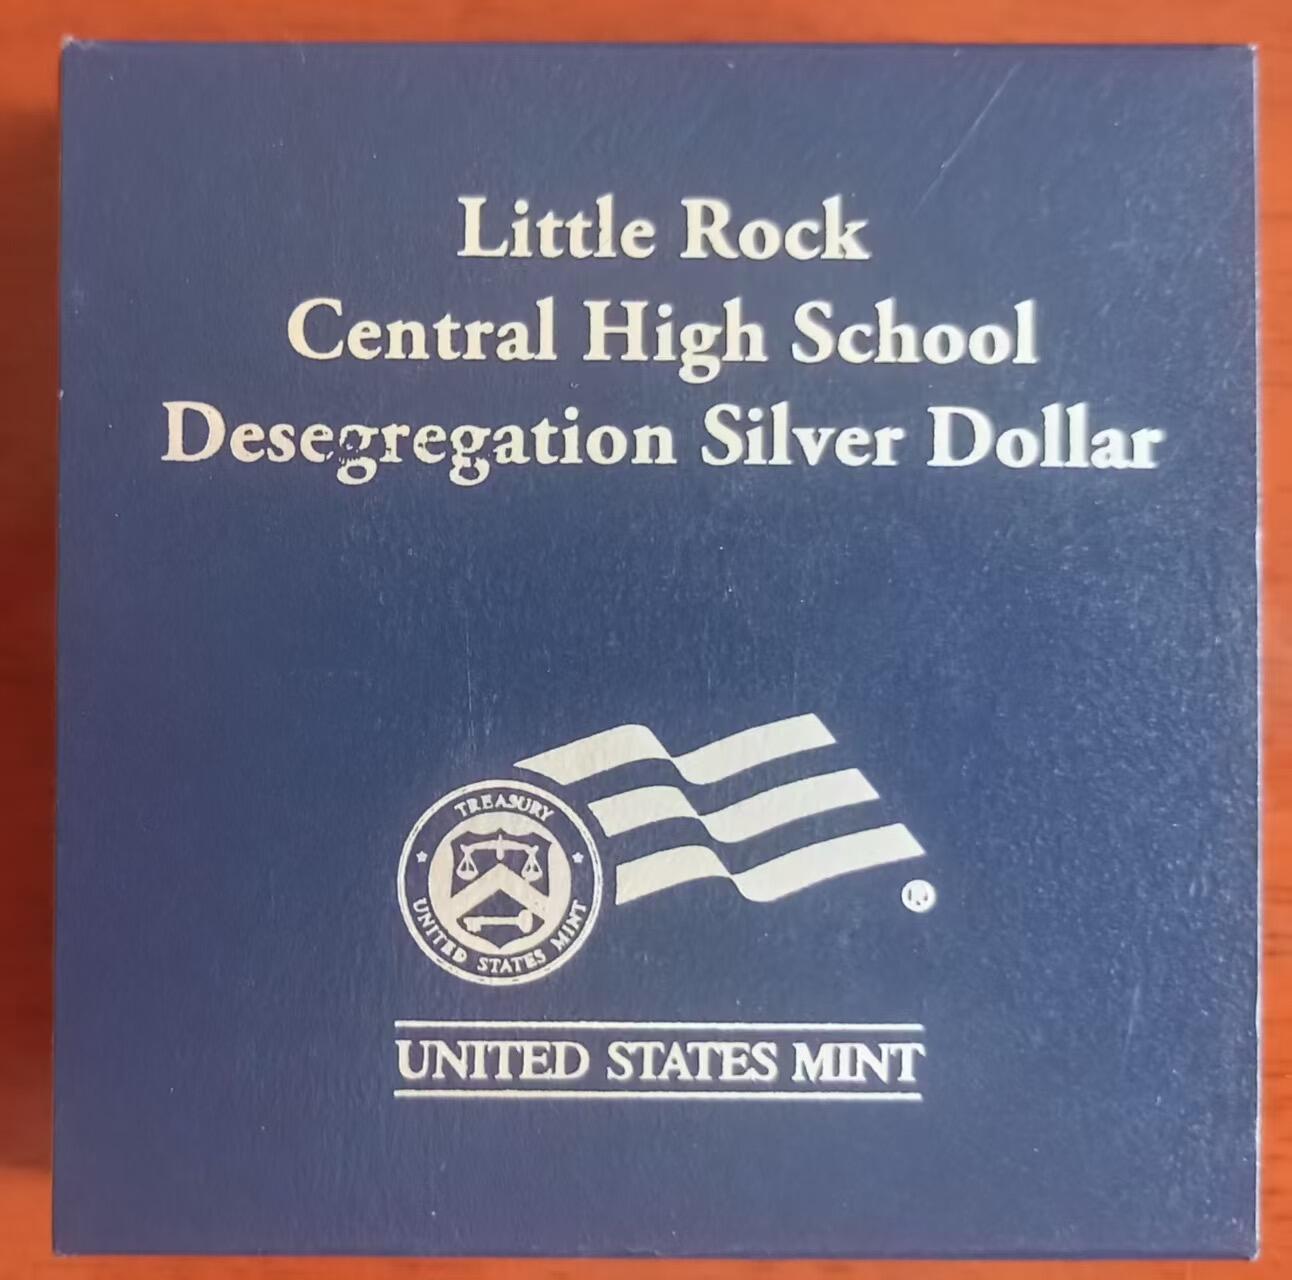 Little Rock
Central High School
Desegregation Silver Dollar
TREASURY
UNITED STATES MINT
®
UNITED STATES MINT